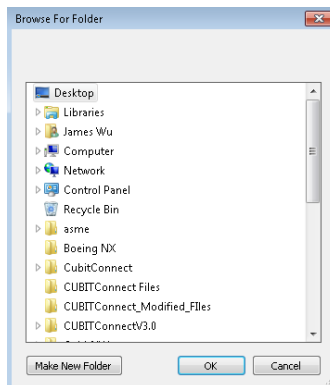 Browse For Folder
Desktop
Libraries
James Wu
Computer
Network
Control Panel
Recycle Bin
asme
Boeing NX
CubitConnect
CUBITConnect Files
CUBITConnect_Modified_FIles
CUBITConnectV3.0
Make New Folder
OK
Cancel